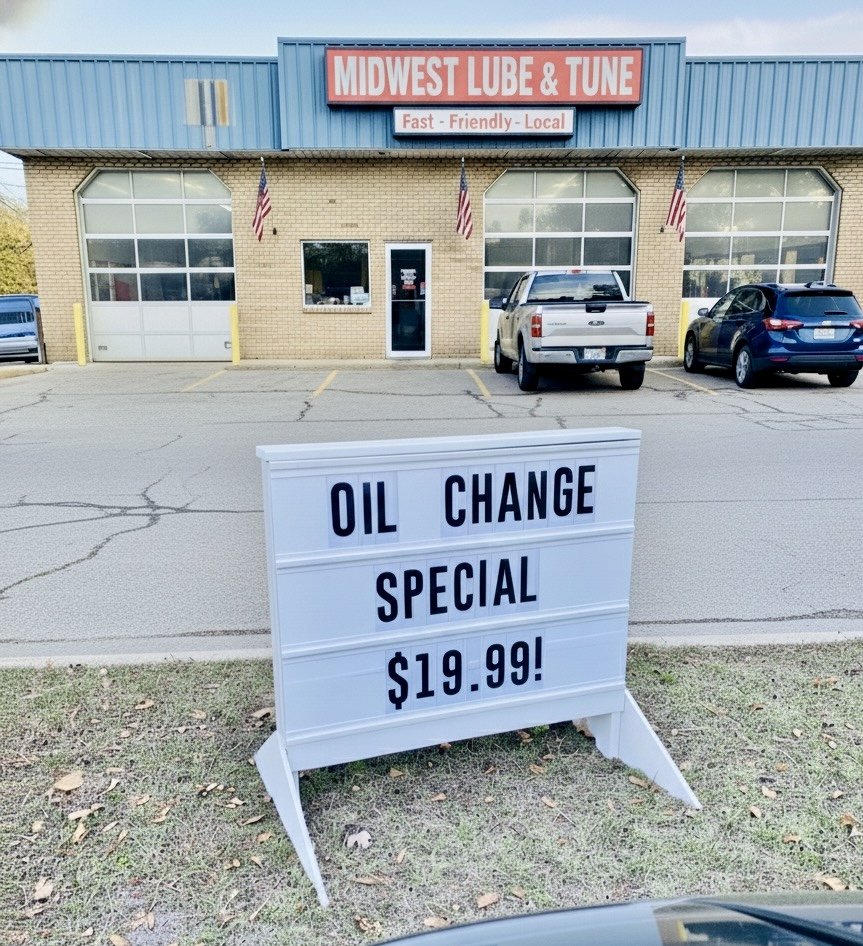 MIDWEST LUBE & TUNE
Fast - Friendly - Local
OIL CHANGE
SPECIAL
$19.99!